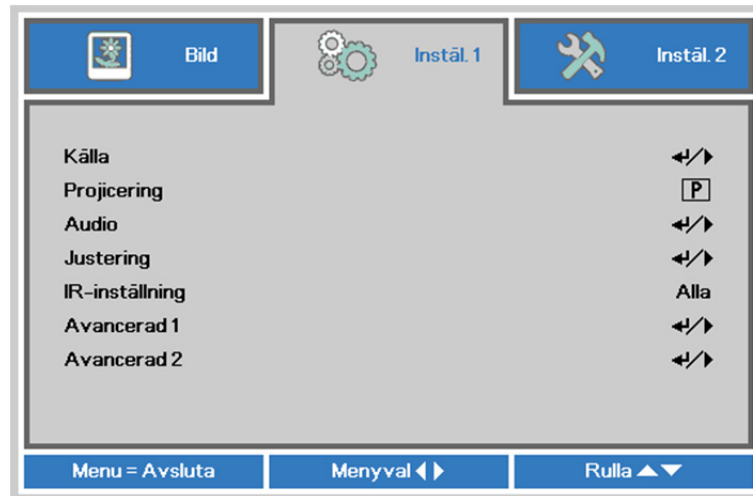 Bild
Instäl. 1
Instäl. 2
Källa
Projicering P
Audio
Justering
IR-inställning Alla
Avancerad 1
Avancerad 2
Menu = Avsluta
Menyval
Rulla